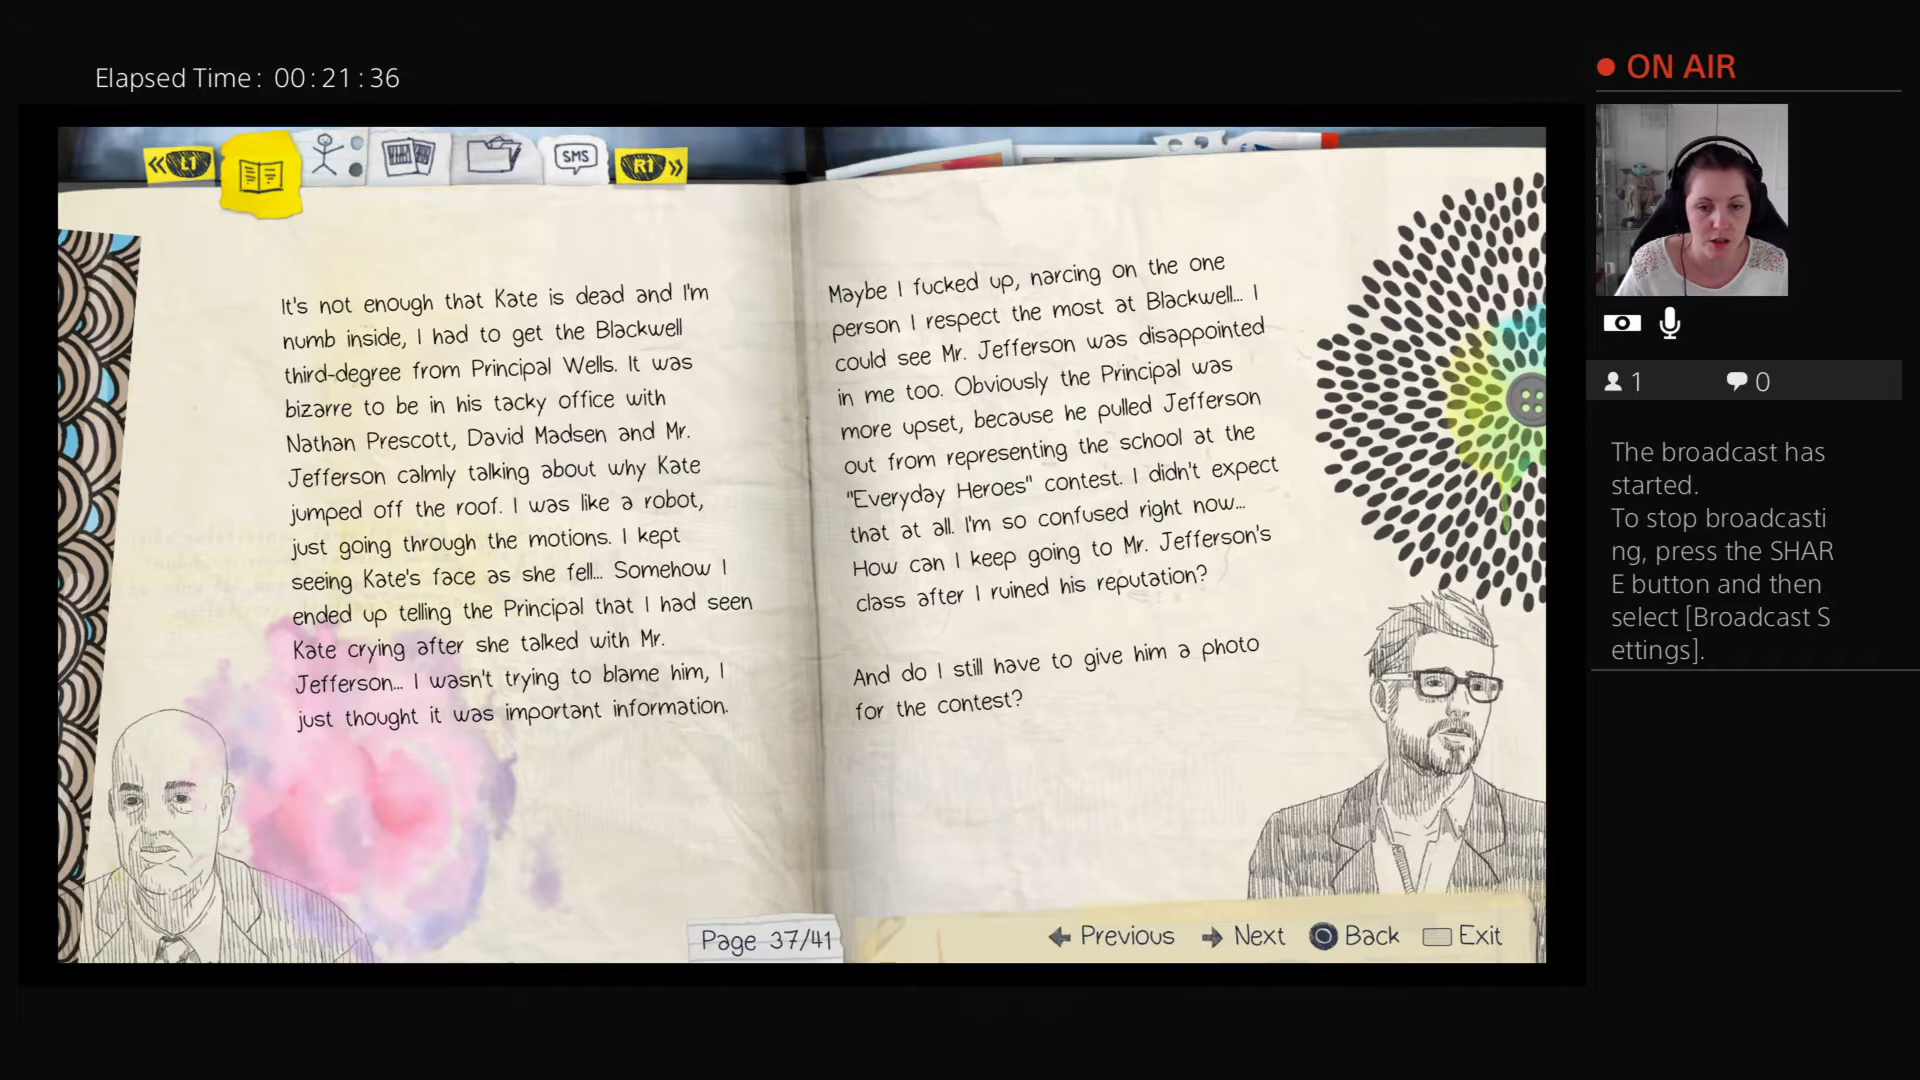 Elapsed Time: 00:21:36
ON AIR
L1
SMS
R1
It's not enough that Kate is dead and I'm
numb inside, I had to get the Blackwell
third-degree from Principal Wells. It was
bizarre to be in his tacky office with
Nathan Prescott, David Madsen and Mr.
Jefferson calmly talking about why Kate
jumped off the roof. I was like a robot,
just going through the motions. I kept
seeing Kate's face as she fell... Somehow I
ended up telling the Principal that I had seen
Kate crying after she talked with Mr.
Jefferson... I wasn't trying to blame him, I
just thought it was important information.
Maybe I fucked up, narcing on the one
person I respect the most at Blackwell... I
could see Mr. Jefferson was disappointed
in me too. Obviously the Principal was
more upset, because he pulled Jefferson
out from representing the school at the
"Everyday Heroes" contest. I didn't expect
that at all. I'm so confused right now...
How can I keep going to Mr. Jefferson's
class after I ruined his reputation?
And do I still have to give him a photo
for the contest?
Page 37/41
Previous
Next
Back
Exit
1
0
The broadcast has
started.
To stop broadcasti
ng, press the SHAR
E button and then
select [Broadcast S
ettings].